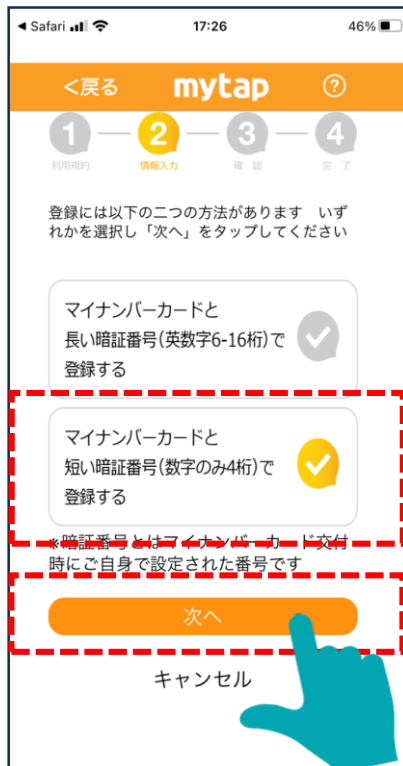 ◀ Safari 17:26 46%
<戻る mytap ?
1 2 3 4
利用規約 情報入力 確 認 完 了
登録には以下の二つの方法があります　いず
れかを選択し「次へ」をタップしてください
マイナンバーカードと
長い暗証番号(英数字6-16桁)で
登録する
マイナンバーカードと
短い暗証番号(数字のみ4桁)で
登録する
※暗証番号とはマイナンバーカード交付
時にご自身で設定された番号です
次へ
キャンセル